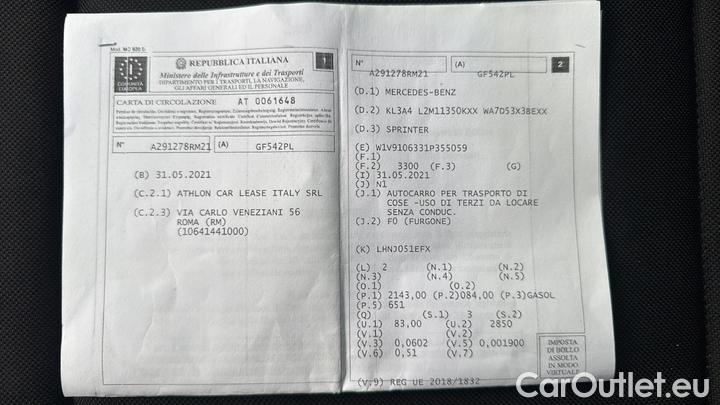 Mod. MC 820 D
REPUBBLICA ITALIANA
1
COMUNITÀ EUROPEA
Ministero delle Infrastrutture e dei Trasporti
DIPARTIMENTO PER I TRASPORTI, LA NAVIGAZIONE,
GLI AFFARI GENERALI ED IL PERSONALE
CARTA DI CIRCOLAZIONE AT 0061648
N° A291278RM21 (A) GF542PL
(B) 31.05.2021
(C.2.1) ATHLON CAR LEASE ITALY SRL
(C.2.3) VIA CARLO VENEZIANI 56
ROMA (RM)
(10641441000)
N° A291278RM21 (A) GF542PL 2
(D.1) MERCEDES-BENZ
(D.2) KL3A4 L2M11350KXX WA7D53X38EXX
(D.3) SPRINTER
(E) W1V9106331P355059
(F.1)
(F.2) 3300 (F.3) (G)
(I) 31.05.2021
(J) N1
(J.1) AUTOCARRO PER TRASPORTO DI
COSE -USO DI TERZI DA LOCARE
SENZA CONDUC.
(J.2) F0 (FURGONE)
(K) LHNJ051EFX
(L) 2 (N.1) (N.2)
(N.3) (N.4) (N.5)
(O.1) (O.2)
(P.1) 2143,00 (P.2)084,00 (P.3)GASOL
(P.5) 651
(Q) (S.1) 3 (S.2)
(U.1) 83,00 (U.2) 2850
(V.1) (V.2)
(V.3) 0,0602 (V.5) 0,001900
(V.6) 0,51 (V.7)
(V.9) REG UE 2018/1832
IMPOSTA
DI BOLLO
ASSOLTA
IN MODO
VIRTUALE
CarOutlet.eu